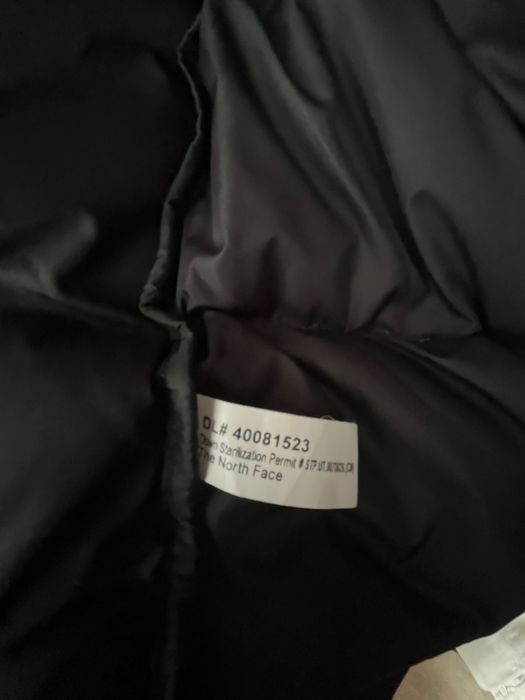 DL# 40081523
Down Sterilization Permit #
The North Face